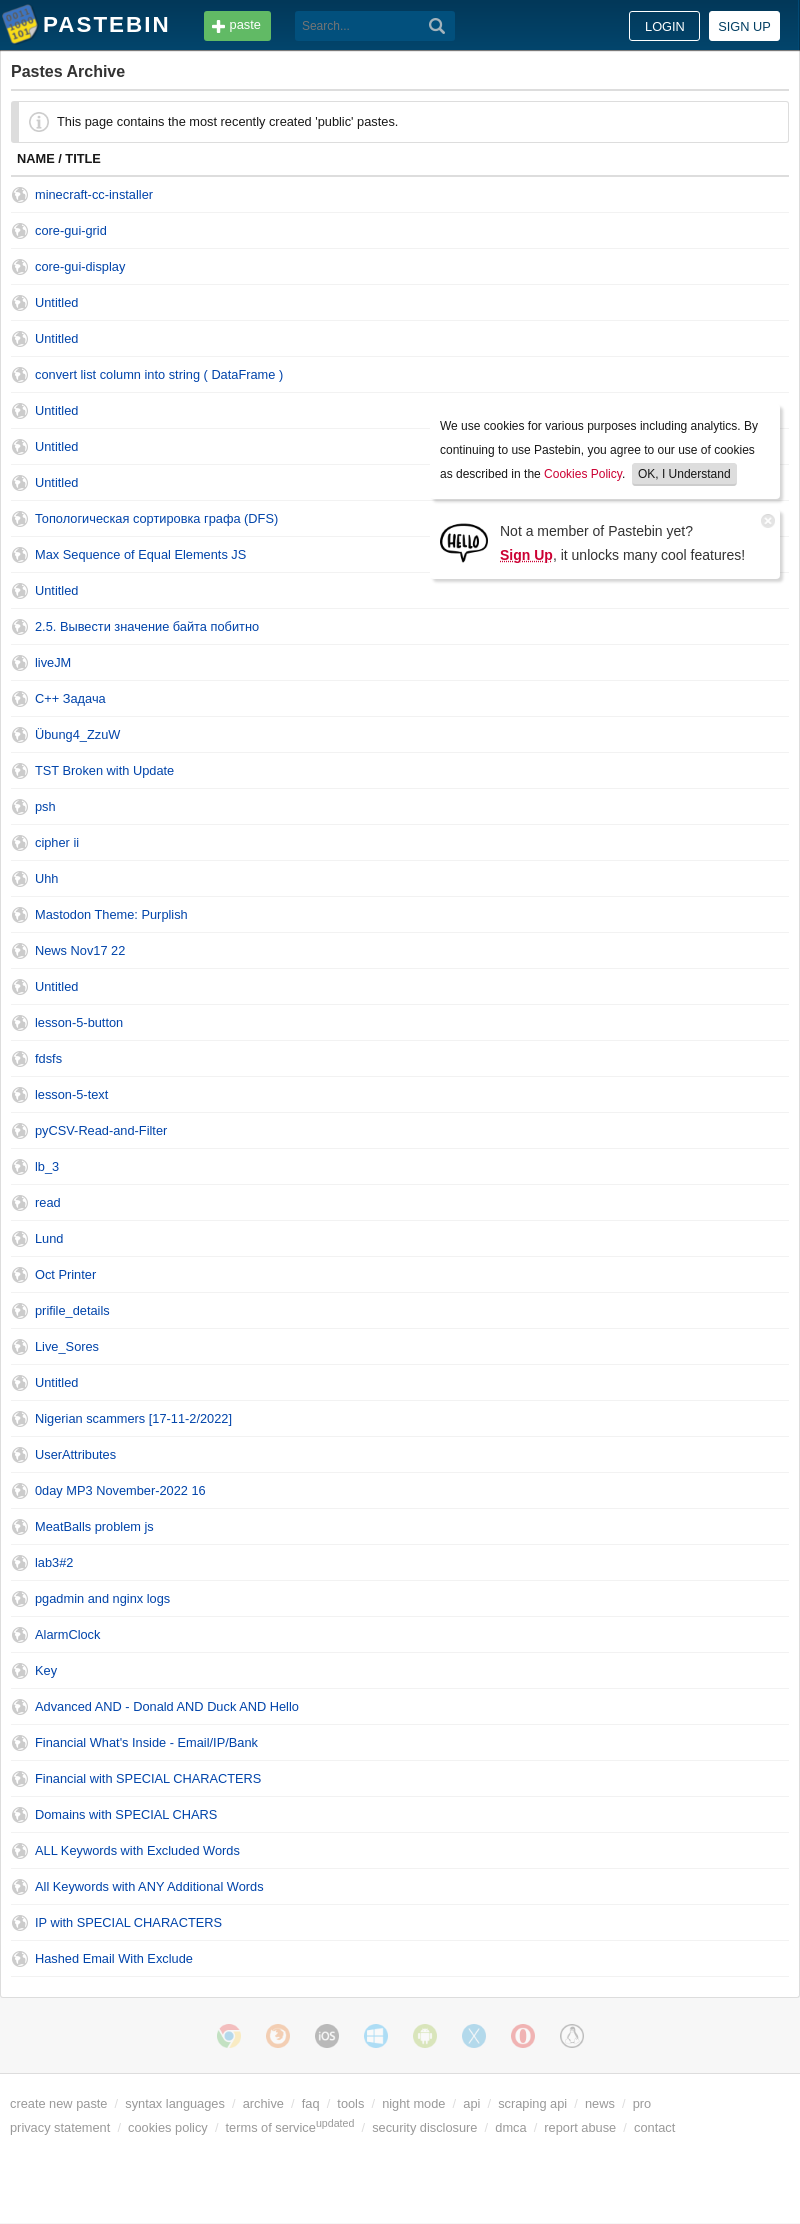 PASTEBIN
paste
Search...
LOGIN
SIGN UP
Pastes Archive
This page contains the most recently created 'public' pastes.
NAME / TITLE
minecraft-cc-installer
core-gui-grid
core-gui-display
Untitled
Untitled
convert list column into string ( DataFrame )
Untitled
Untitled
Untitled
Топологическая сортировка графа (DFS)
Max Sequence of Equal Elements JS
Untitled
2.5. Вывести значение байта побитно
liveJM
C++ Задача
Übung4_ZzuW
TST Broken with Update
psh
cipher ii
Uhh
Mastodon Theme: Purplish
News Nov17 22
Untitled
lesson-5-button
fdsfs
lesson-5-text
pyCSV-Read-and-Filter
lb_3
read
Lund
Oct Printer
prifile_details
Live_Sores
Untitled
Nigerian scammers [17-11-2/2022]
UserAttributes
0day MP3 November-2022 16
MeatBalls problem js
lab3#2
pgadmin and nginx logs
AlarmClock
Key
Advanced AND - Donald AND Duck AND Hello
Financial What's Inside - Email/IP/Bank
Financial with SPECIAL CHARACTERS
Domains with SPECIAL CHARS
ALL Keywords with Excluded Words
All Keywords with ANY Additional Words
IP with SPECIAL CHARACTERS
Hashed Email With Exclude
We use cookies for various purposes including analytics. By
continuing to use Pastebin, you agree to our use of cookies
as described in the Cookies Policy. OK, I Understand
HELLO
Not a member of Pastebin yet?
Sign Up, it unlocks many cool features!
iOS
create new paste / syntax languages / archive / faq / tools / night mode / api / scraping api / news / pro
privacy statement / cookies policy / terms of service updated / security disclosure / dmca / report abuse / contact